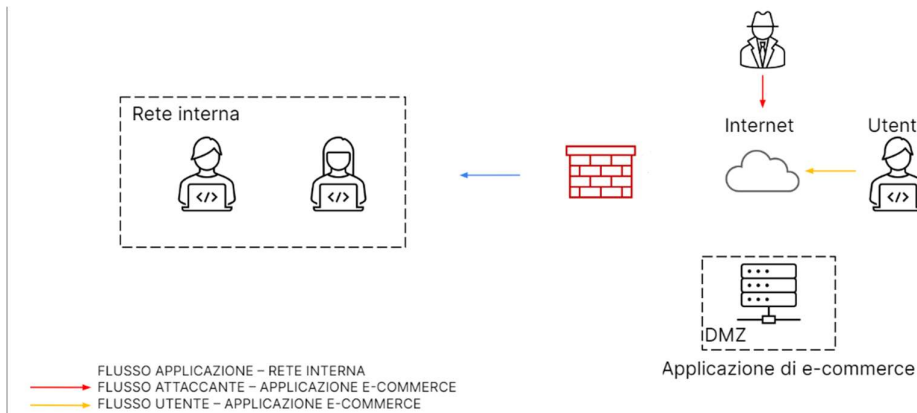 Rete interna
Internet
Utent
</>
</>
</>
DMZ
Applicazione di e-commerce
FLUSSO APPLICAZIONE – RETE INTERNA
FLUSSO ATTACCANTE – APPLICAZIONE E-COMMERCE
FLUSSO UTENTE – APPLICAZIONE E-COMMERCE